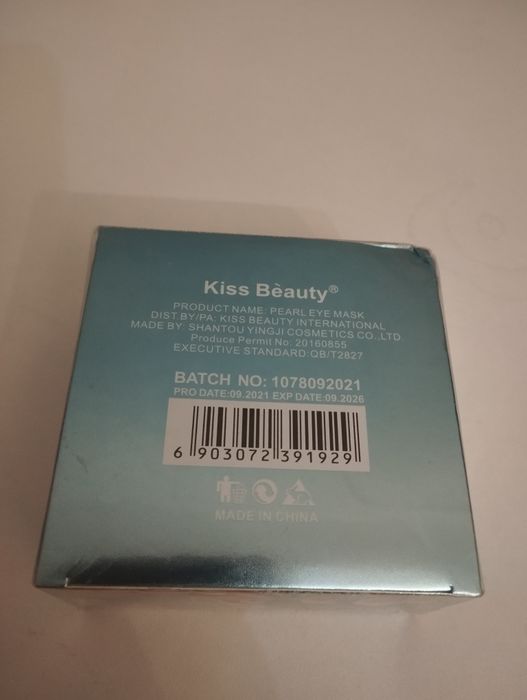 Kiss Bèauty®
PRODUCT NAME: PEARL EYE MASK
DIST BY/PA: KISS BEAUTY INTERNATIONAL
MADE BY: SHANTOU YINGJI COSMETICS CO.,LTD
Produce Permit No: 20160855
EXECUTIVE STANDARD:QB/T2827
BATCH NO: 1078092021
PRO DATE:09.2021 EXP DATE:09.2026
6 903072 391929
MADE IN CHINA